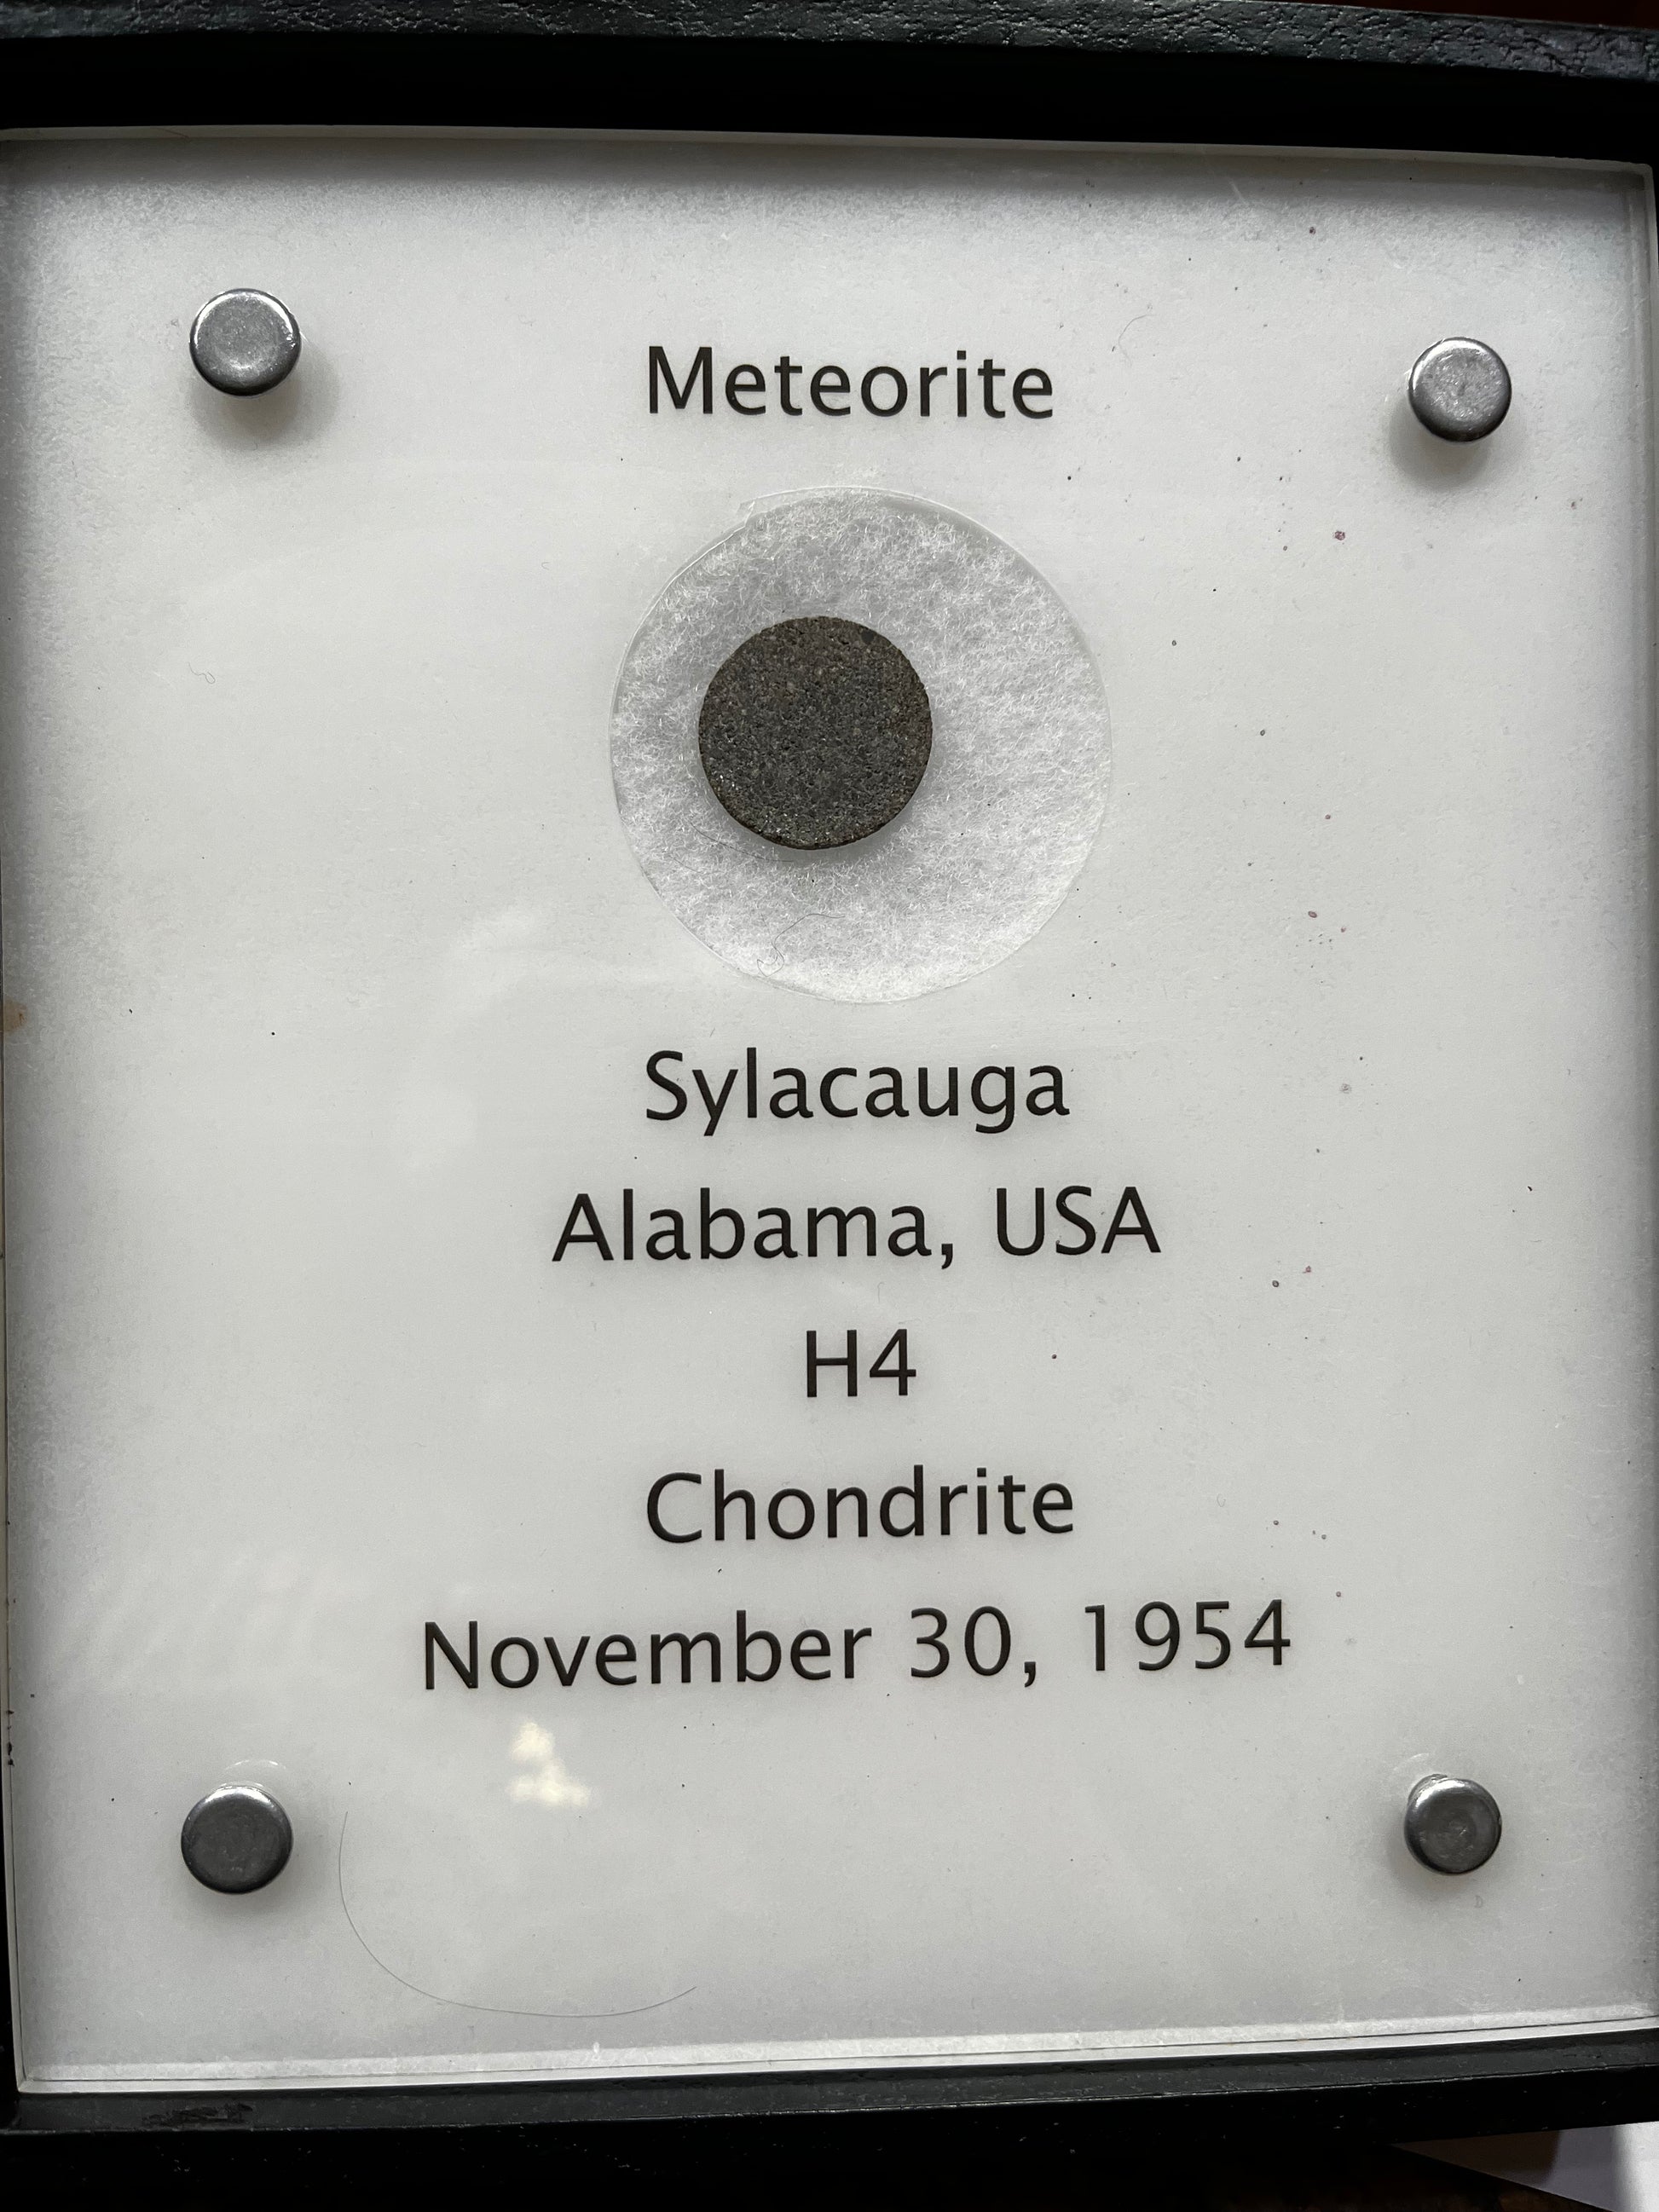 Meteorite
Sylacauga
Alabama, USA
H4
Chondrite
November 30, 1954